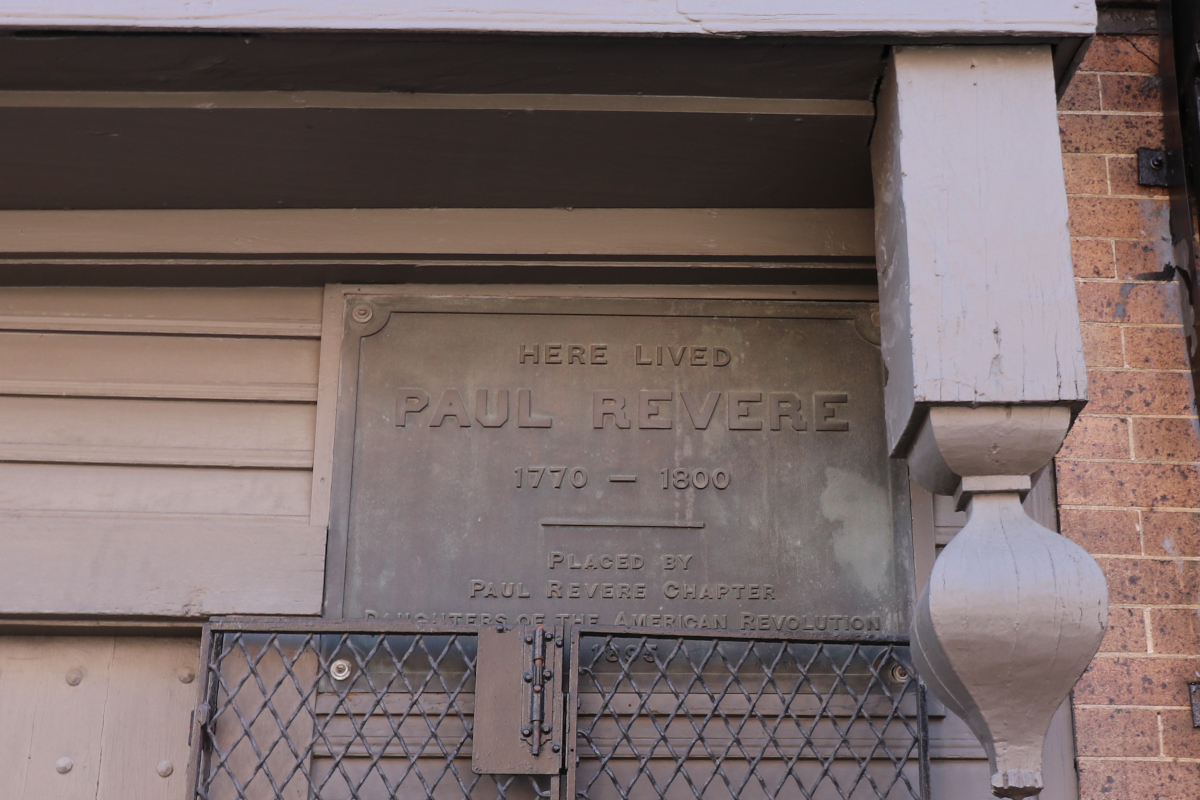 HERE LIVED
PAUL REVERE
1770 — 1800
PLACED BY
PAUL REVERE CHAPTER
DAUGHTERS OF THE AMERICAN REVOLUTION
1895